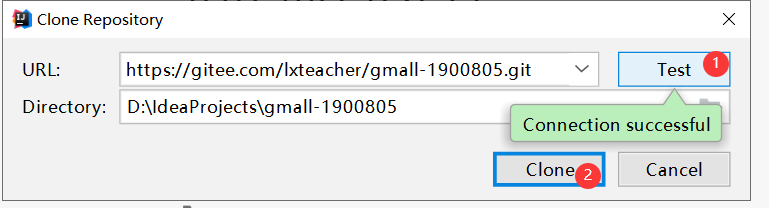 Clone Repository
URL: https://gitee.com/lxteacher/gmall-1900805.git Test 1
Directory: D:\IdeaProjects\gmall-1900805
Connection successful
Clone 2 Cancel